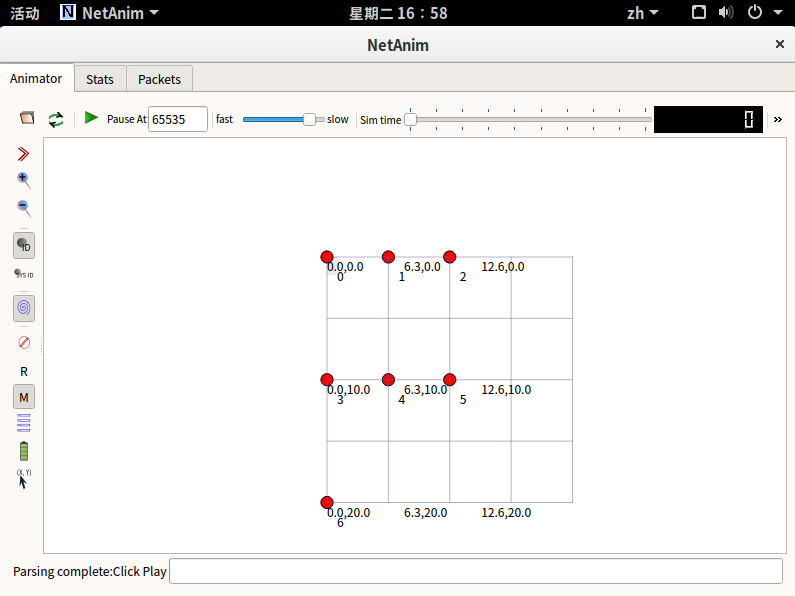 活动 NetAnim 星期二 16：58 zh
NetAnim
Animator Stats Packets
Pause At 65535 fast slow Sim time 0 »
ID
SYS ID
R
M
(X, Y)
0.0,0.0 6.3,0.0 12.6,0.0
0 1 2
0.0,10.0 6.3,10.0 12.6,10.0
3 4 5
0.0,20.0 6.3,20.0 12.6,20.0
6
Parsing complete:Click Play